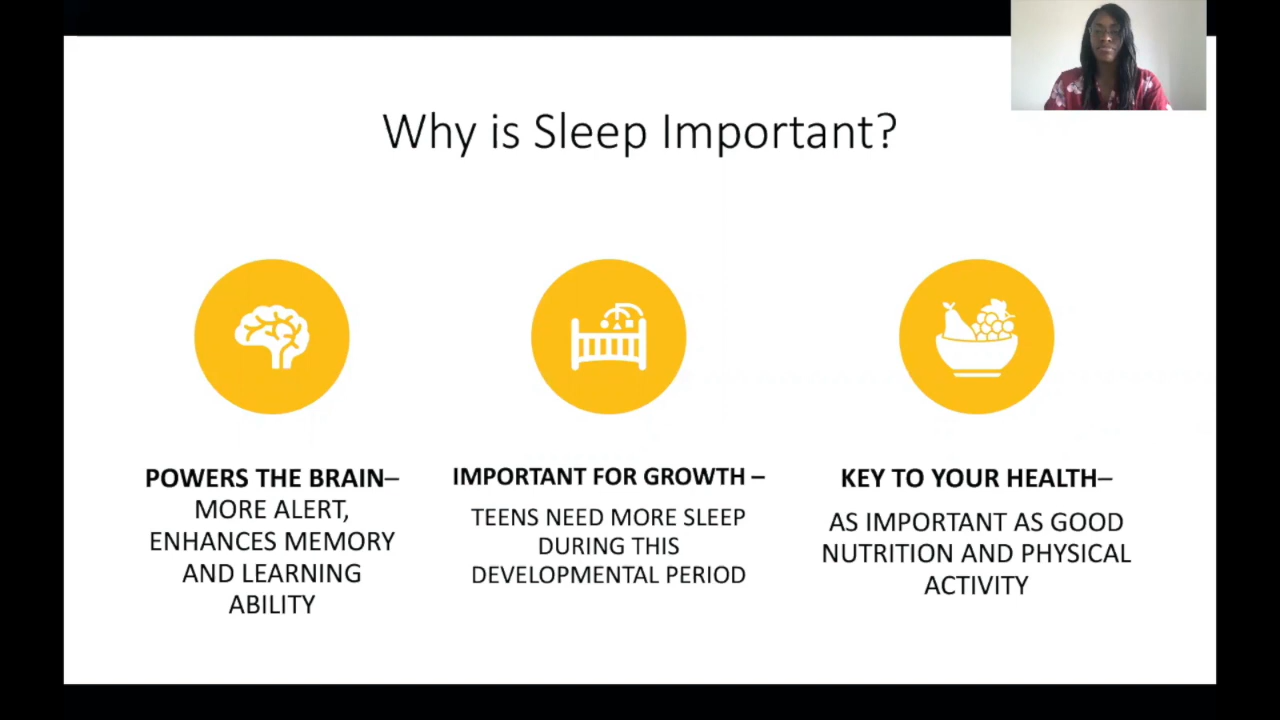 Why is Sleep Important?
POWERS THE BRAIN–
MORE ALERT,
ENHANCES MEMORY
AND LEARNING
ABILITY
IMPORTANT FOR GROWTH –
TEENS NEED MORE SLEEP
DURING THIS
DEVELOPMENTAL PERIOD
KEY TO YOUR HEALTH–
AS IMPORTANT AS GOOD
NUTRITION AND PHYSICAL
ACTIVITY